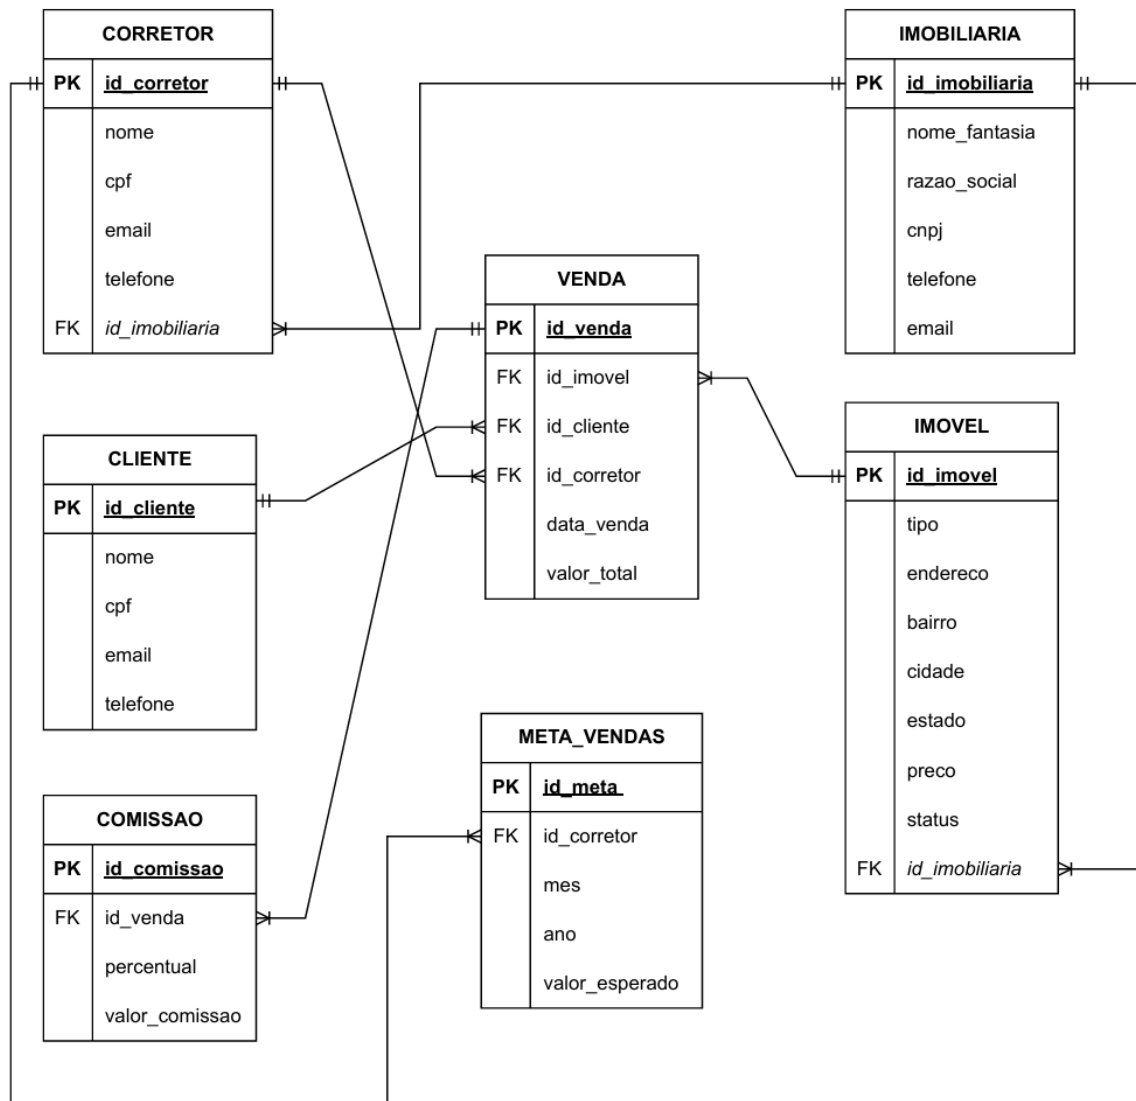 CORRETOR
PK id_corretor
nome
cpf
email
telefone
FK id_imobiliaria
IMOBILIARIA
PK id_imobiliaria
nome_fantasia
razao_social
cnpj
telefone
email
VENDA
PK id_venda
FK id_imovel
FK id_cliente
FK id_corretor
data_venda
valor_total
CLIENTE
PK id_cliente
nome
cpf
email
telefone
IMOVEL
PK id_imovel
tipo
endereco
bairro
cidade
estado
preco
status
FK id_imobiliaria
META_VENDAS
PK id_meta
FK id_corretor
mes
ano
valor_esperado
COMISSAO
PK id_comissao
FK id_venda
percentual
valor_comissao